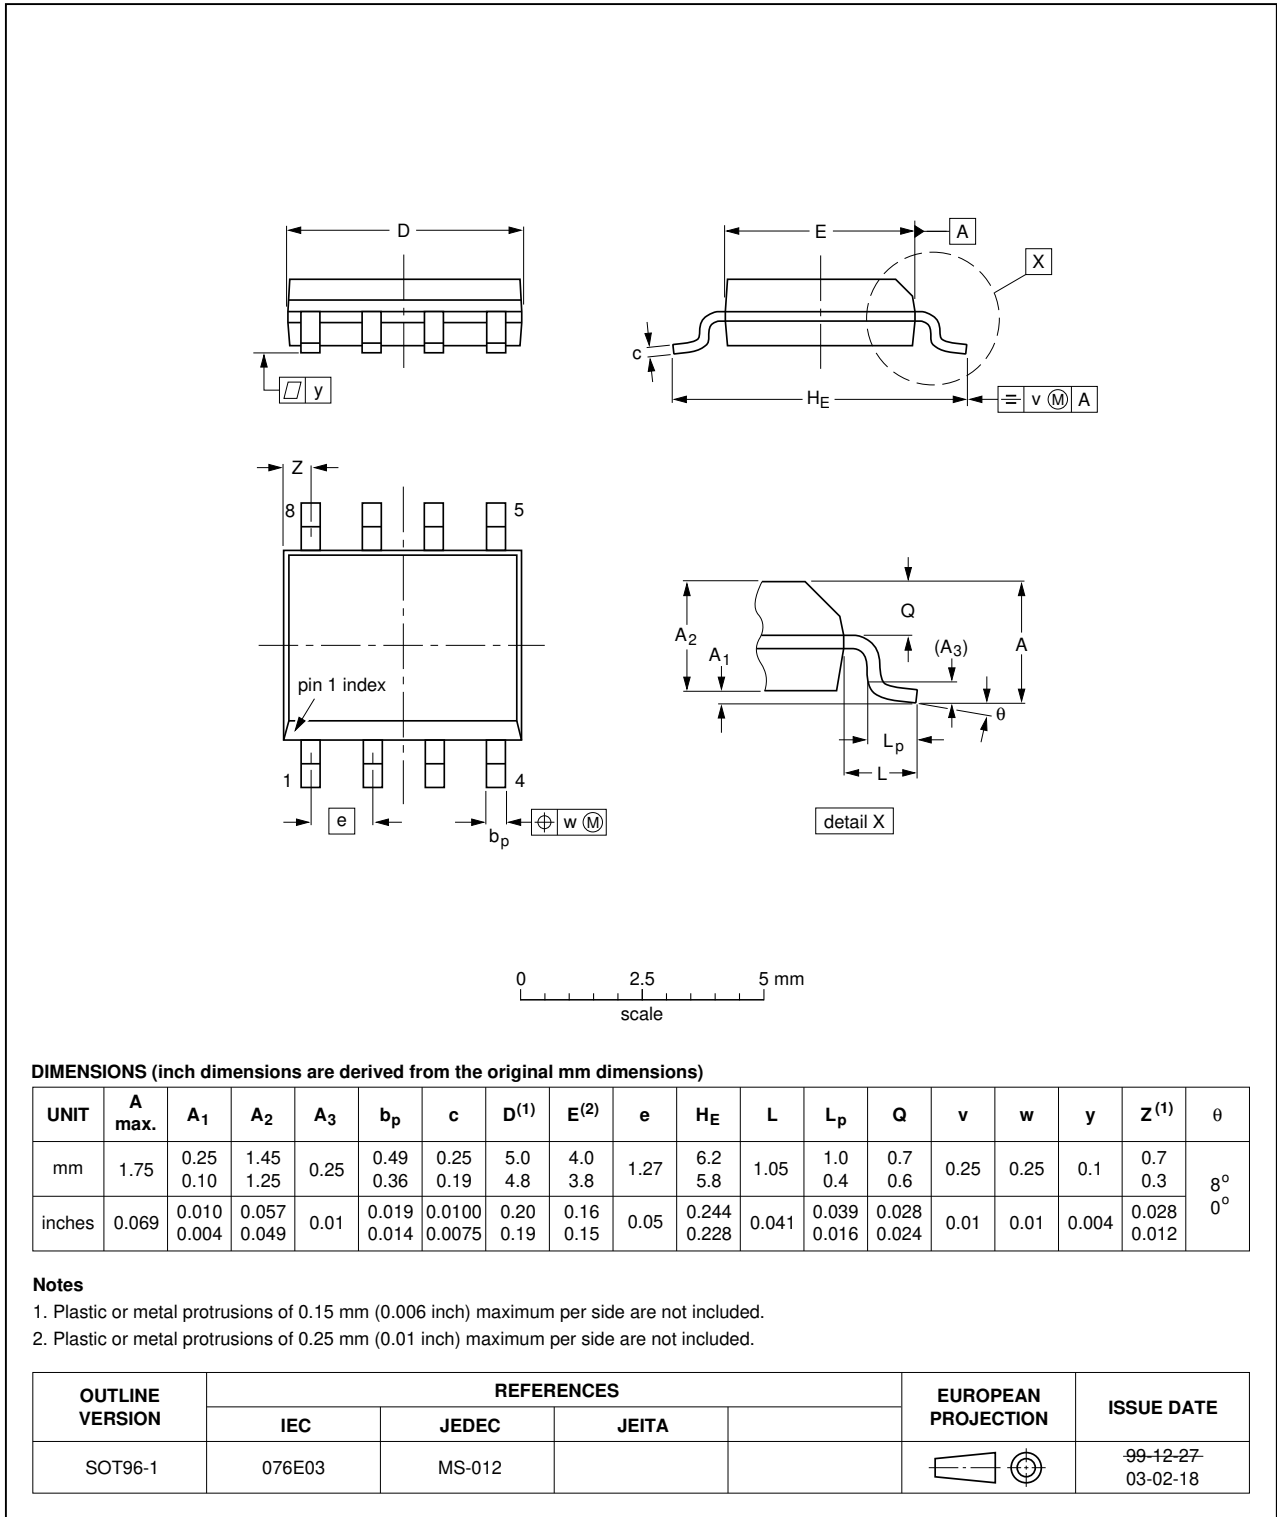 D
E
A
X
c
y
HE
= v Ⓜ A
Z
8
5
Q
A2
A1
(A3)
A
pin 1 index
θ
Lp
1
4
L
e
w Ⓜ
detail X
bp
0 2.5 5 mm
scale
DIMENSIONS (inch dimensions are derived from the original mm dimensions)
UNIT A max. A1 A2 A3 bp c D(1) E(2) e HE L Lp Q v w y Z(1) θ
mm 1.75 0.25 0.10 1.45 1.25 0.25 0.49 0.36 0.25 0.19 5.0 4.8 4.0 3.8 1.27 6.2 5.8 1.05 1.0 0.4 0.7 0.6 0.25 0.25 0.1 0.7 0.3 8° 0°
inches 0.069 0.010 0.004 0.057 0.049 0.01 0.019 0.014 0.0100 0.0075 0.20 0.19 0.16 0.15 0.05 0.244 0.228 0.041 0.039 0.016 0.028 0.024 0.01 0.01 0.004 0.028 0.012
Notes
1. Plastic or metal protrusions of 0.15 mm (0.006 inch) maximum per side are not included.
2. Plastic or metal protrusions of 0.25 mm (0.01 inch) maximum per side are not included.
OUTLINE VERSION REFERENCES EUROPEAN PROJECTION ISSUE DATE
IEC JEDEC JEITA
SOT96-1 076E03 MS-012 99-12-27
03-02-18